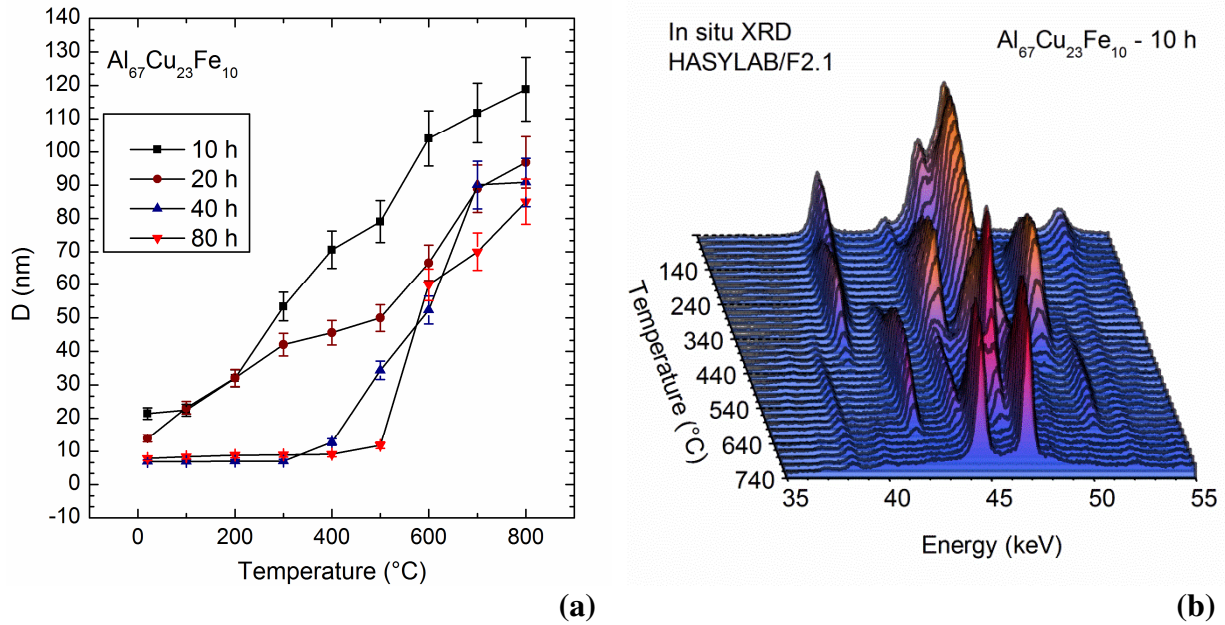 140
130
120
110
100
90
80
70
60
50
40
30
20
10
0
-10
D (nm)
Al67Cu23Fe10
10 h
20 h
40 h
80 h
0 200 400 600 800
Temperature (°C)
(a)
In situ XRD
HASYLAB/F2.1
Al67Cu23Fe10 - 10 h
140
240
340
440
540
640
740
Temperature (°C)
35 40 45 50 55
Energy (keV)
(b)